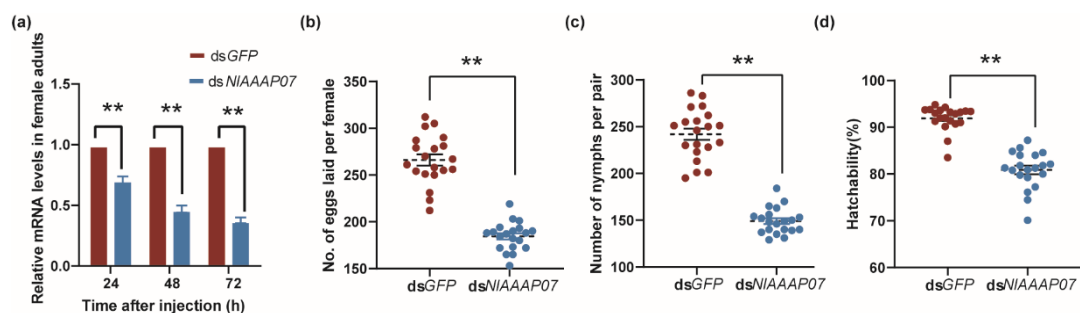 (a)
dsGFP
dsNlAAAP07
Relative mRNA levels in female adults
1.5
1.0
0.5
0.0
**
**
**
24
48
72
Time after injection (h)
(b)
No. of eggs laid per female
350
300
250
200
150
**
dsGFP
dsNlAAAP07
(c)
Number of nymphs per pair
300
250
200
150
100
**
dsGFP
dsNlAAAP07
(d)
Hatchability(%)
100
90
80
70
60
**
dsGFP
dsNlAAAP07